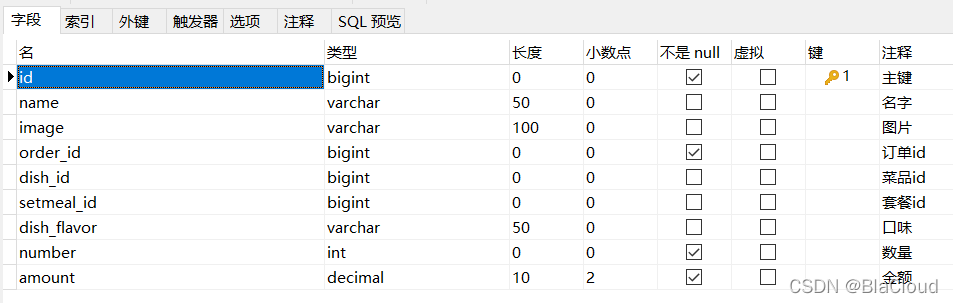 字段 索引 外键 触发器 选项 注释 SQL 预览
名 类型 长度 小数点 不是 null 虚拟 键 注释
id bigint 0 0 1 主键
name varchar 50 0 名字
image varchar 100 0 图片
order_id bigint 0 0 订单id
dish_id bigint 0 0 菜品id
setmeal_id bigint 0 0 套餐id
dish_flavor varchar 50 0 口味
number int 0 0 数量
amount decimal 10 2 金额
CSDN @Blacloud